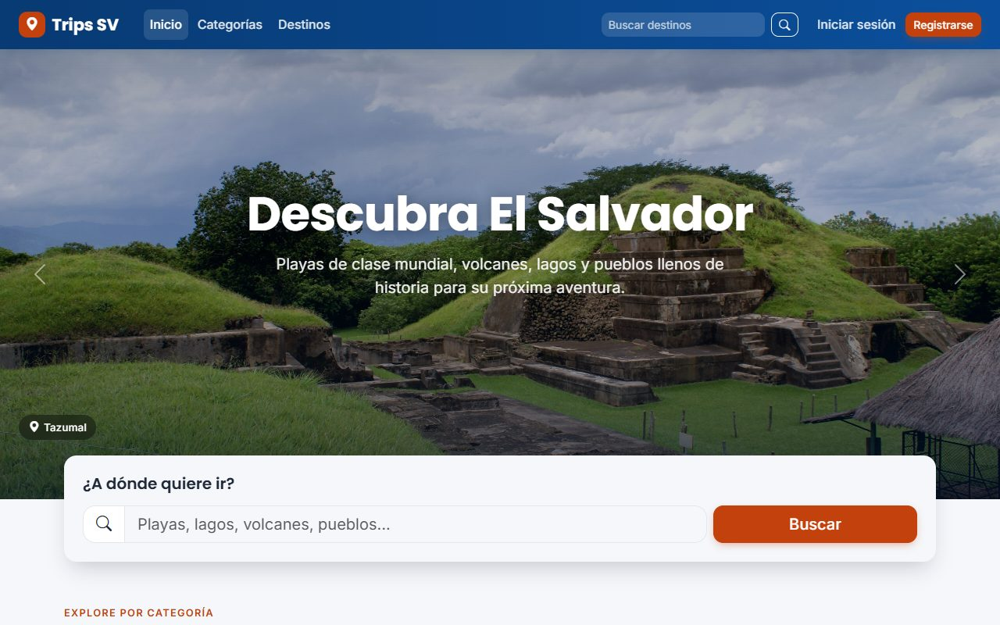 Trips SV
Inicio
Categorías
Destinos
Buscar destinos
Iniciar sesión
Registrarse
Descubra El Salvador
Playas de clase mundial, volcanes, lagos y pueblos llenos de
historia para su próxima aventura.
Tazumal
¿A dónde quiere ir?
Playas, lagos, volcanes, pueblos...
Buscar
EXPLORE POR CATEGORÍA